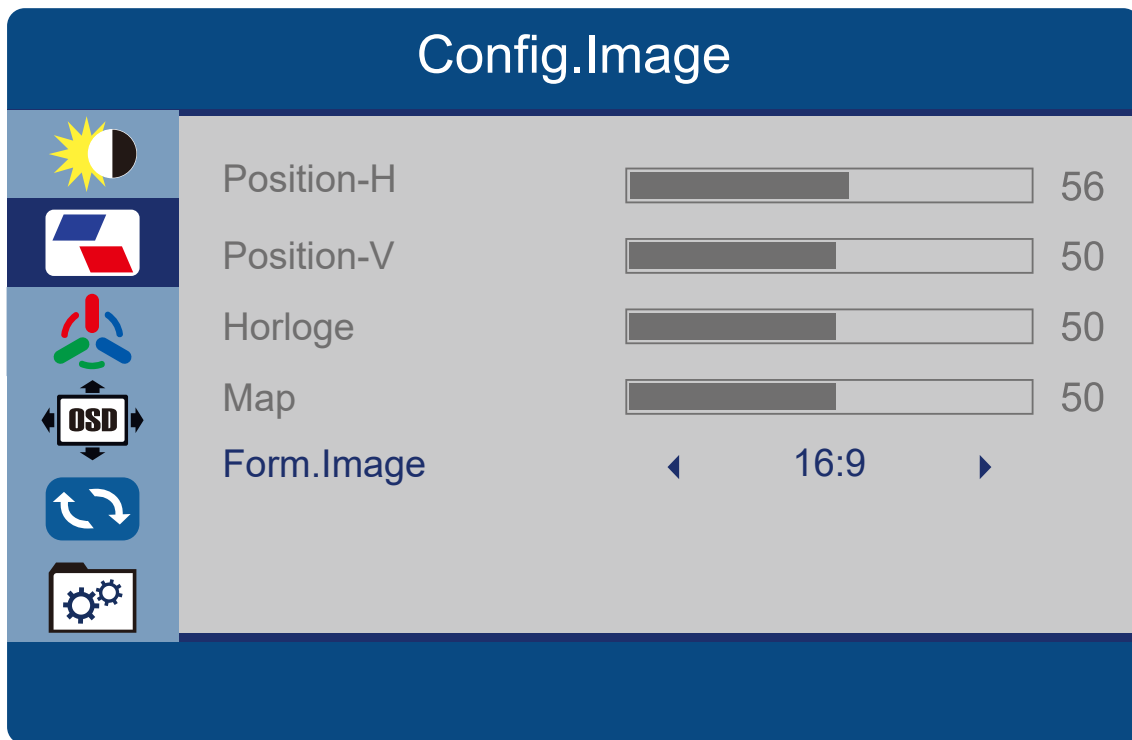 Config.Image
Position-H 56
Position-V 50
Horloge 50
Map 50
OSD
Form.Image 16:9